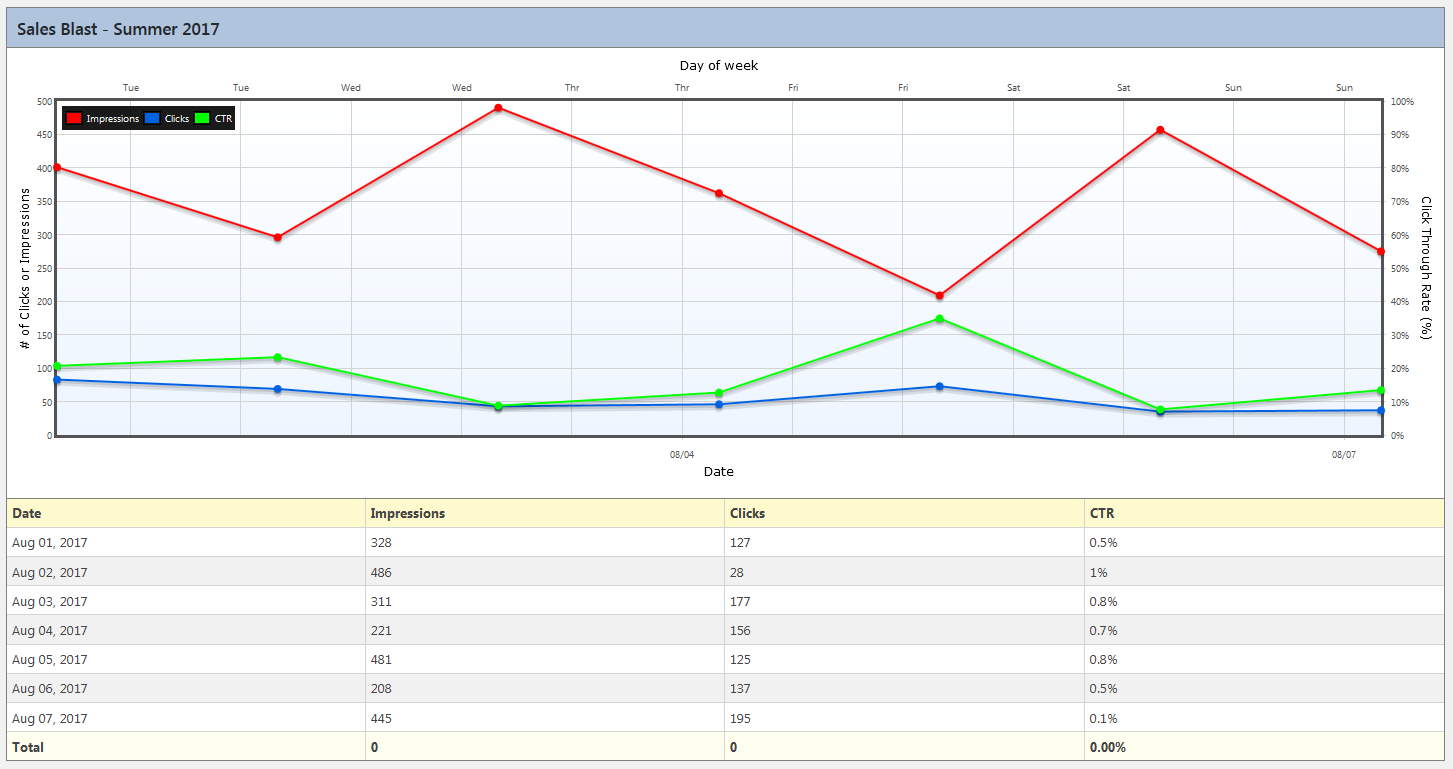 Sales Blast - Summer 2017
Day of week
Tue Tue Wed Wed Thr Thr Fri Fri Sat Sat Sun Sun
Impressions Clicks CTR
500 100%
450 90%
400 80%
350 70%
300 60%
250 50%
200 40%
150 30%
100 20%
50 10%
0 0%
# of Clicks or Impressions
Click Through Rate (%)
08/04 08/07
Date
Date Impressions Clicks CTR
Aug 01, 2017 328 127 0.5%
Aug 02, 2017 486 28 1%
Aug 03, 2017 311 177 0.8%
Aug 04, 2017 221 156 0.7%
Aug 05, 2017 481 125 0.8%
Aug 06, 2017 208 137 0.5%
Aug 07, 2017 445 195 0.1%
Total 0 0 0.00%